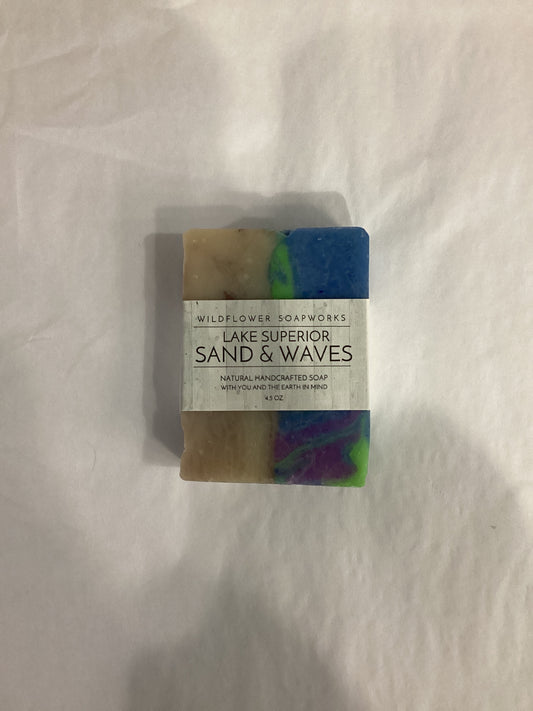 WILDFLOWER SOAPWORKS
LAKE SUPERIOR
SAND & WAVES
NATURAL HANDCRAFTED SOAP
WITH YOU AND THE EARTH IN MIND
4.5 OZ.